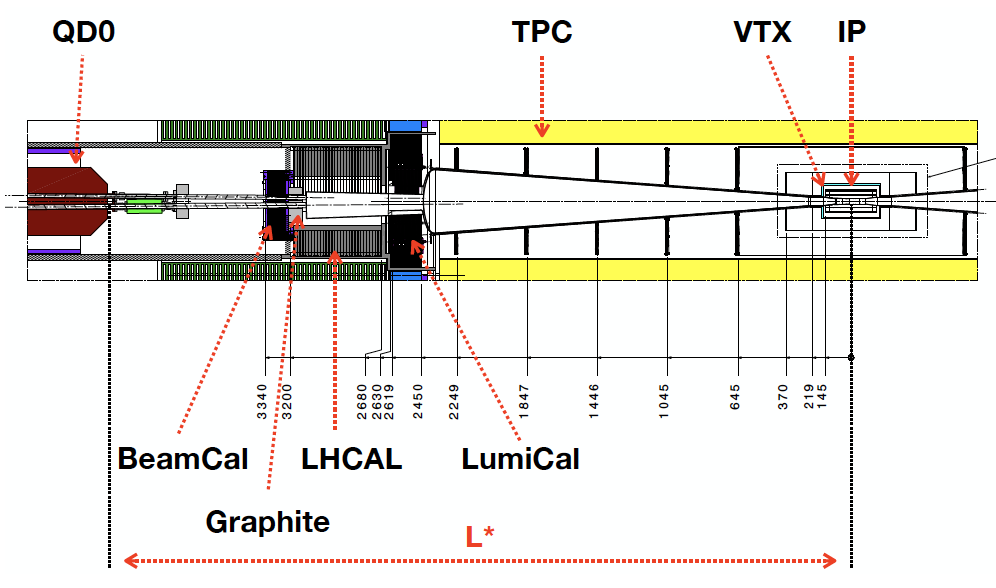 QD0
TPC
VTX
IP
3340
3200
2680
2630
2619
2450
2249
1847
1446
1045
645
370
219
145
BeamCal
LHCAL
LumiCal
Graphite
L*